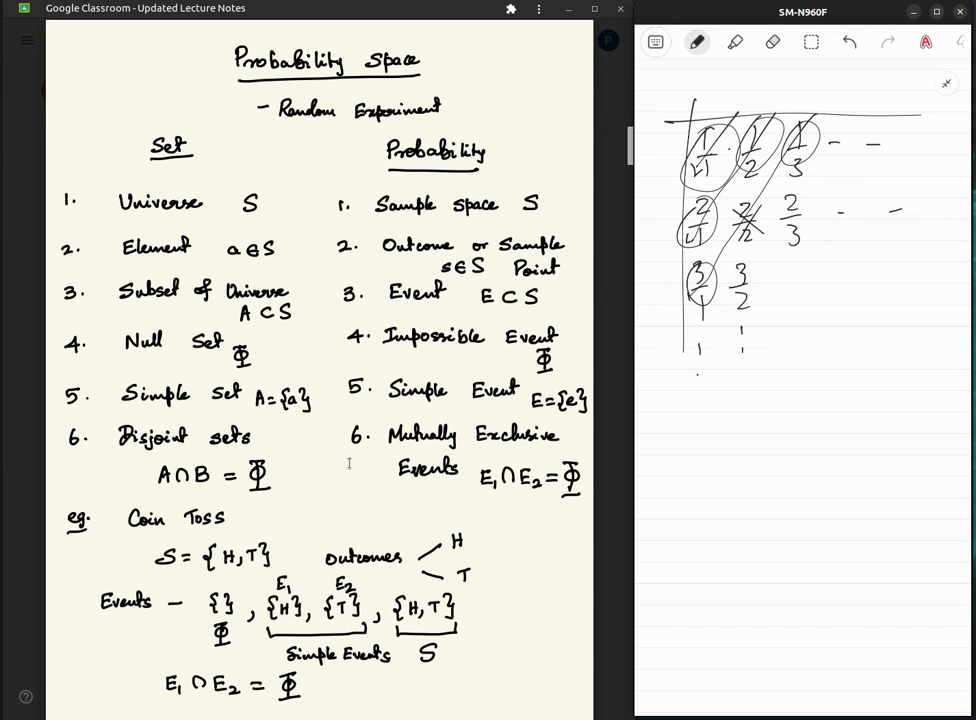 Google Classroom - Updated Lecture Notes
Probability Space
- Random Experiment
Set
1. Universe S
2. Element a ∈ S
3. Subset of Universe
A ⊂ S
4. Null Set Φ
5. Simple set A = {a}
6. Disjoint sets
A ∩ B = Φ
Probability
1. Sample space S
2. Outcome or Sample
s ∈ S Point
3. Event E ⊂ S
4. Impossible Event
Φ
5. Simple Event E = {e}
6. Mutually Exclusive
Events E₁ ∩ E₂ = Φ
eg. Coin Toss
S = {H, T} outcomes H
T
E₁ E₂
Events - {} , {H}, {T}, {H, T}
Φ
Simple Events S
E₁ ∩ E₂ = Φ
SM-N960F
A
P
1/1 1/2 1/3 - -
2/1 2/2 2/3 - -
3/1 3/2